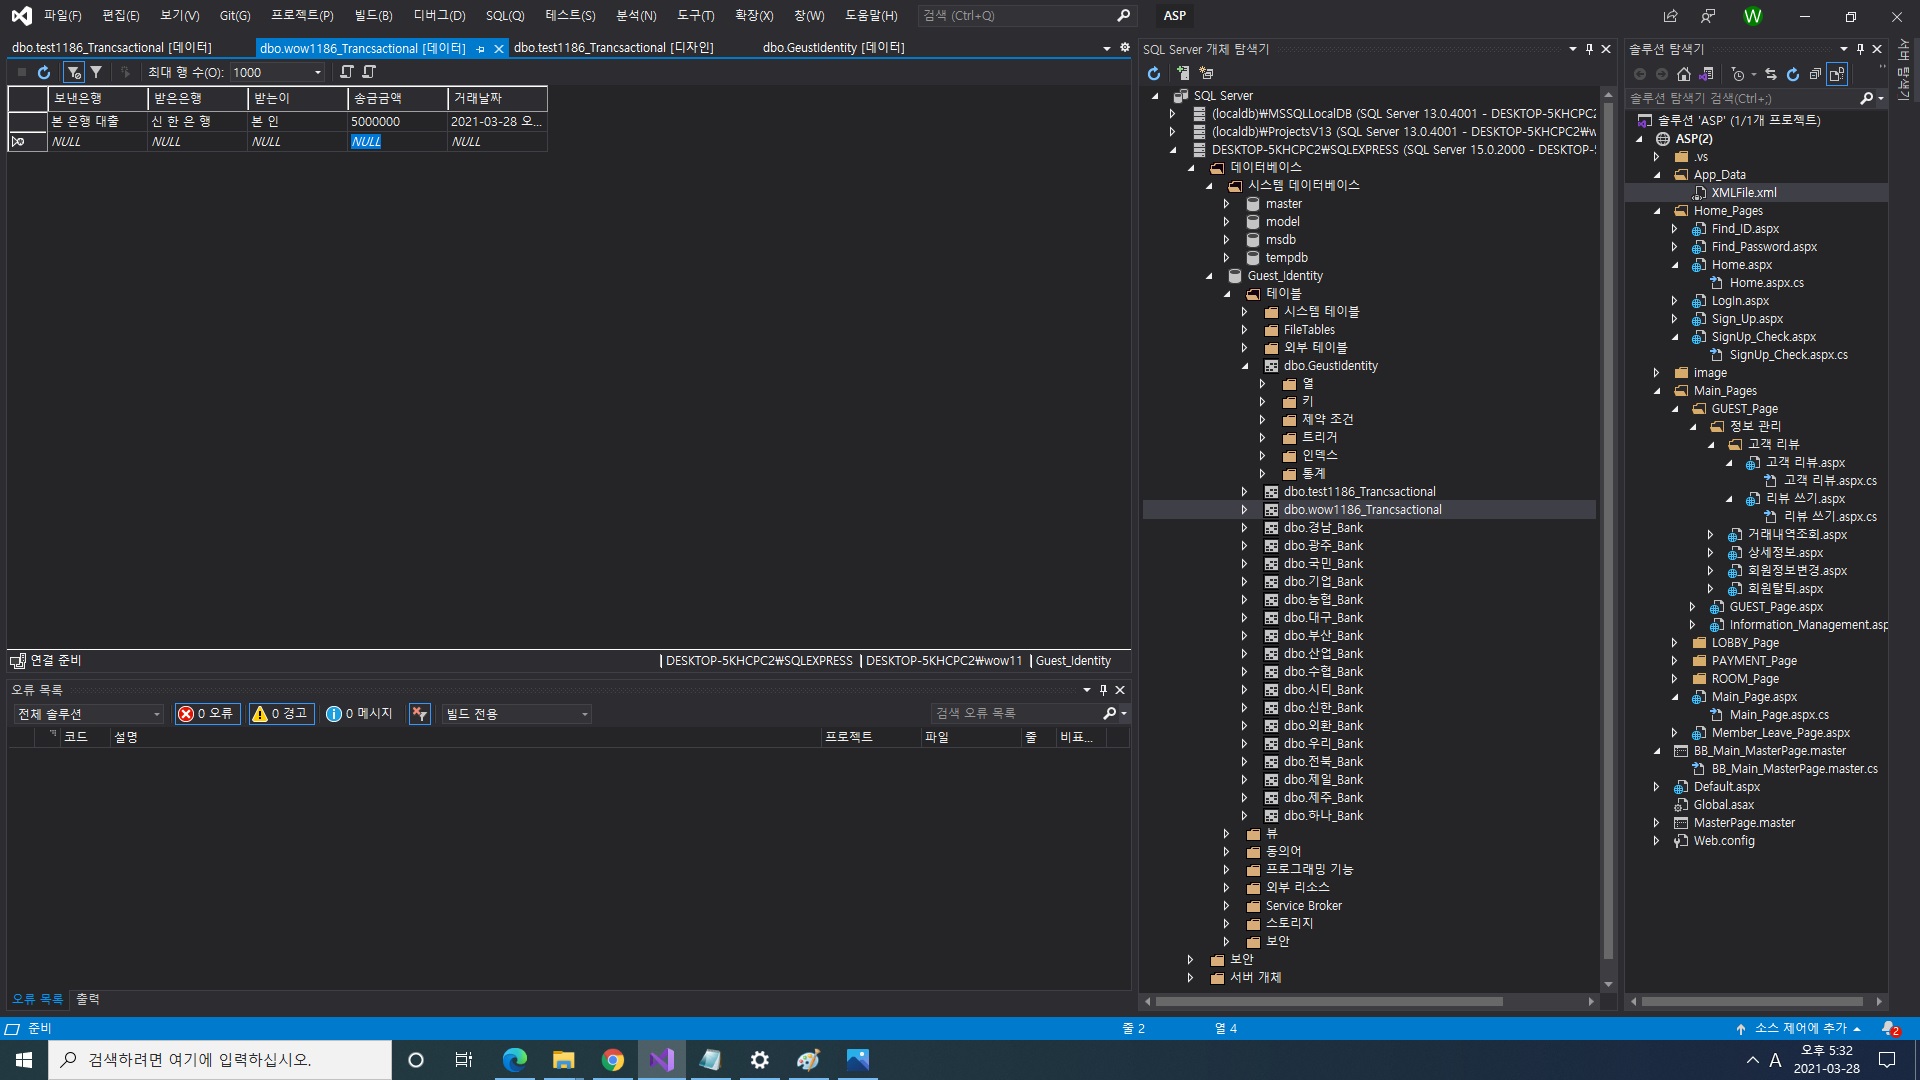 파일(F) 편집(E) 보기(V) Git(G) 프로젝트(P) 빌드(B) 디버그(D) SQL(Q) 테스트(S) 분석(N) 도구(T) 확장(X) 창(W) 도움말(H) 검색 (Ctrl+Q) ASP W
dbo.test1186_Trancsactional [데이터] dbo.wow1186_Trancsactional [데이터] dbo.test1186_Trancsactional [디자인] dbo.GeustIdentity [데이터]
최대 행 수(O): 1000
보낸은행 받은은행 받는이 송금금액 거래날짜
본 은행 대출 신 한 은 행 본 인 5000000 2021-03-28 오...
NULL NULL NULL NULL NULL
연결 준비 DESKTOP-5KHCPC2₩SQLEXPRESS DESKTOP-5KHCPC2₩wow11 Guest_Identity
오류 목록
전체 솔루션 0 오류 0 경고 0 메시지 빌드 전용 검색 오류 목록
코드 설명 프로젝트 파일 줄 비표...
오류 목록 출력
SQL Server 개체 탐색기
SQL Server
(localdb)₩MSSQLLocalDB (SQL Server 13.0.4001 - DESKTOP-5KHCPC2
(localdb)₩ProjectsV13 (SQL Server 13.0.4001 - DESKTOP-5KHCPC2₩w
DESKTOP-5KHCPC2₩SQLEXPRESS (SQL Server 15.0.2000 - DESKTOP-
데이터베이스
시스템 데이터베이스
master
model
msdb
tempdb
Guest_Identity
테이블
시스템 테이블
FileTables
외부 테이블
dbo.GeustIdentity
열
키
제약 조건
트리거
인덱스
통계
dbo.test1186_Trancsactional
dbo.wow1186_Trancsactional
dbo.경남_Bank
dbo.광주_Bank
dbo.국민_Bank
dbo.기업_Bank
dbo.농협_Bank
dbo.대구_Bank
dbo.부산_Bank
dbo.산업_Bank
dbo.수협_Bank
dbo.시티_Bank
dbo.신한_Bank
dbo.외환_Bank
dbo.우리_Bank
dbo.전북_Bank
dbo.제일_Bank
dbo.제주_Bank
dbo.하나_Bank
뷰
동의어
프로그래밍 기능
외부 리소스
Service Broker
스토리지
보안
보안
서버 개체
솔루션 탐색기
솔루션 탐색기 검색(Ctrl+;)
솔루션 'ASP' (1/1개 프로젝트)
ASP(2)
.vs
App_Data
XMLFile.xml
Home_Pages
Find_ID.aspx
Find_Password.aspx
Home.aspx
Home.aspx.cs
LogIn.aspx
Sign_Up.aspx
SignUp_Check.aspx
SignUp_Check.aspx.cs
image
Main_Pages
GUEST_Page
정보 관리
고객 리뷰
고객 리뷰.aspx
고객 리뷰.aspx.cs
리뷰 쓰기.aspx
리뷰 쓰기.aspx.cs
거래내역조회.aspx
상세정보.aspx
회원정보변경.aspx
회원탈퇴.aspx
GUEST_Page.aspx
Information_Management.asp
LOBBY_Page
PAYMENT_Page
ROOM_Page
Main_Page.aspx
Main_Page.aspx.cs
Member_Leave_Page.aspx
BB_Main_MasterPage.master
BB_Main_MasterPage.master.cs
Default.aspx
Global.asax
MasterPage.master
Web.config
서버 탐색기
준비 줄 2 열 4 소스 제어에 추가 2
검색하려면 여기에 입력하십시오. A 오후 5:32
2021-03-28